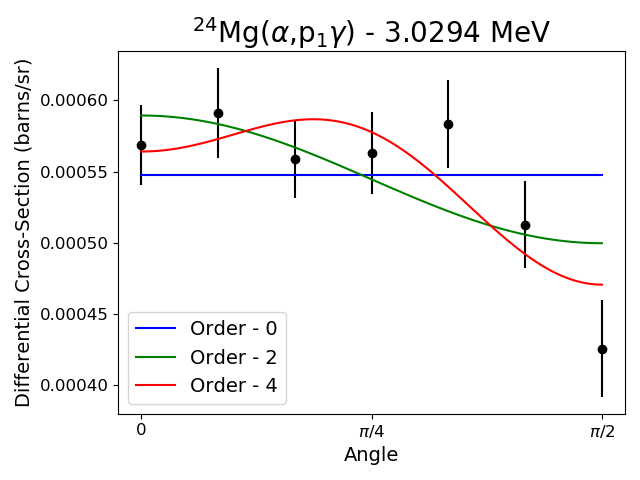 ²⁴Mg(α,p₁γ) - 3.0294 MeV
Differential Cross-Section (barns/sr)
0.00060
0.00055
0.00050
0.00045
0.00040
Order - 0
Order - 2
Order - 4
0 π/4 π/2
Angle